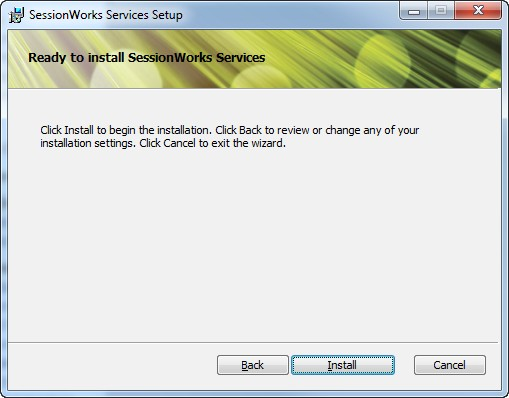 SessionWorks Services Setup
Ready to install SessionWorks Services
Click Install to begin the installation. Click Back to review or change any of your
installation settings. Click Cancel to exit the wizard.
Back Install Cancel